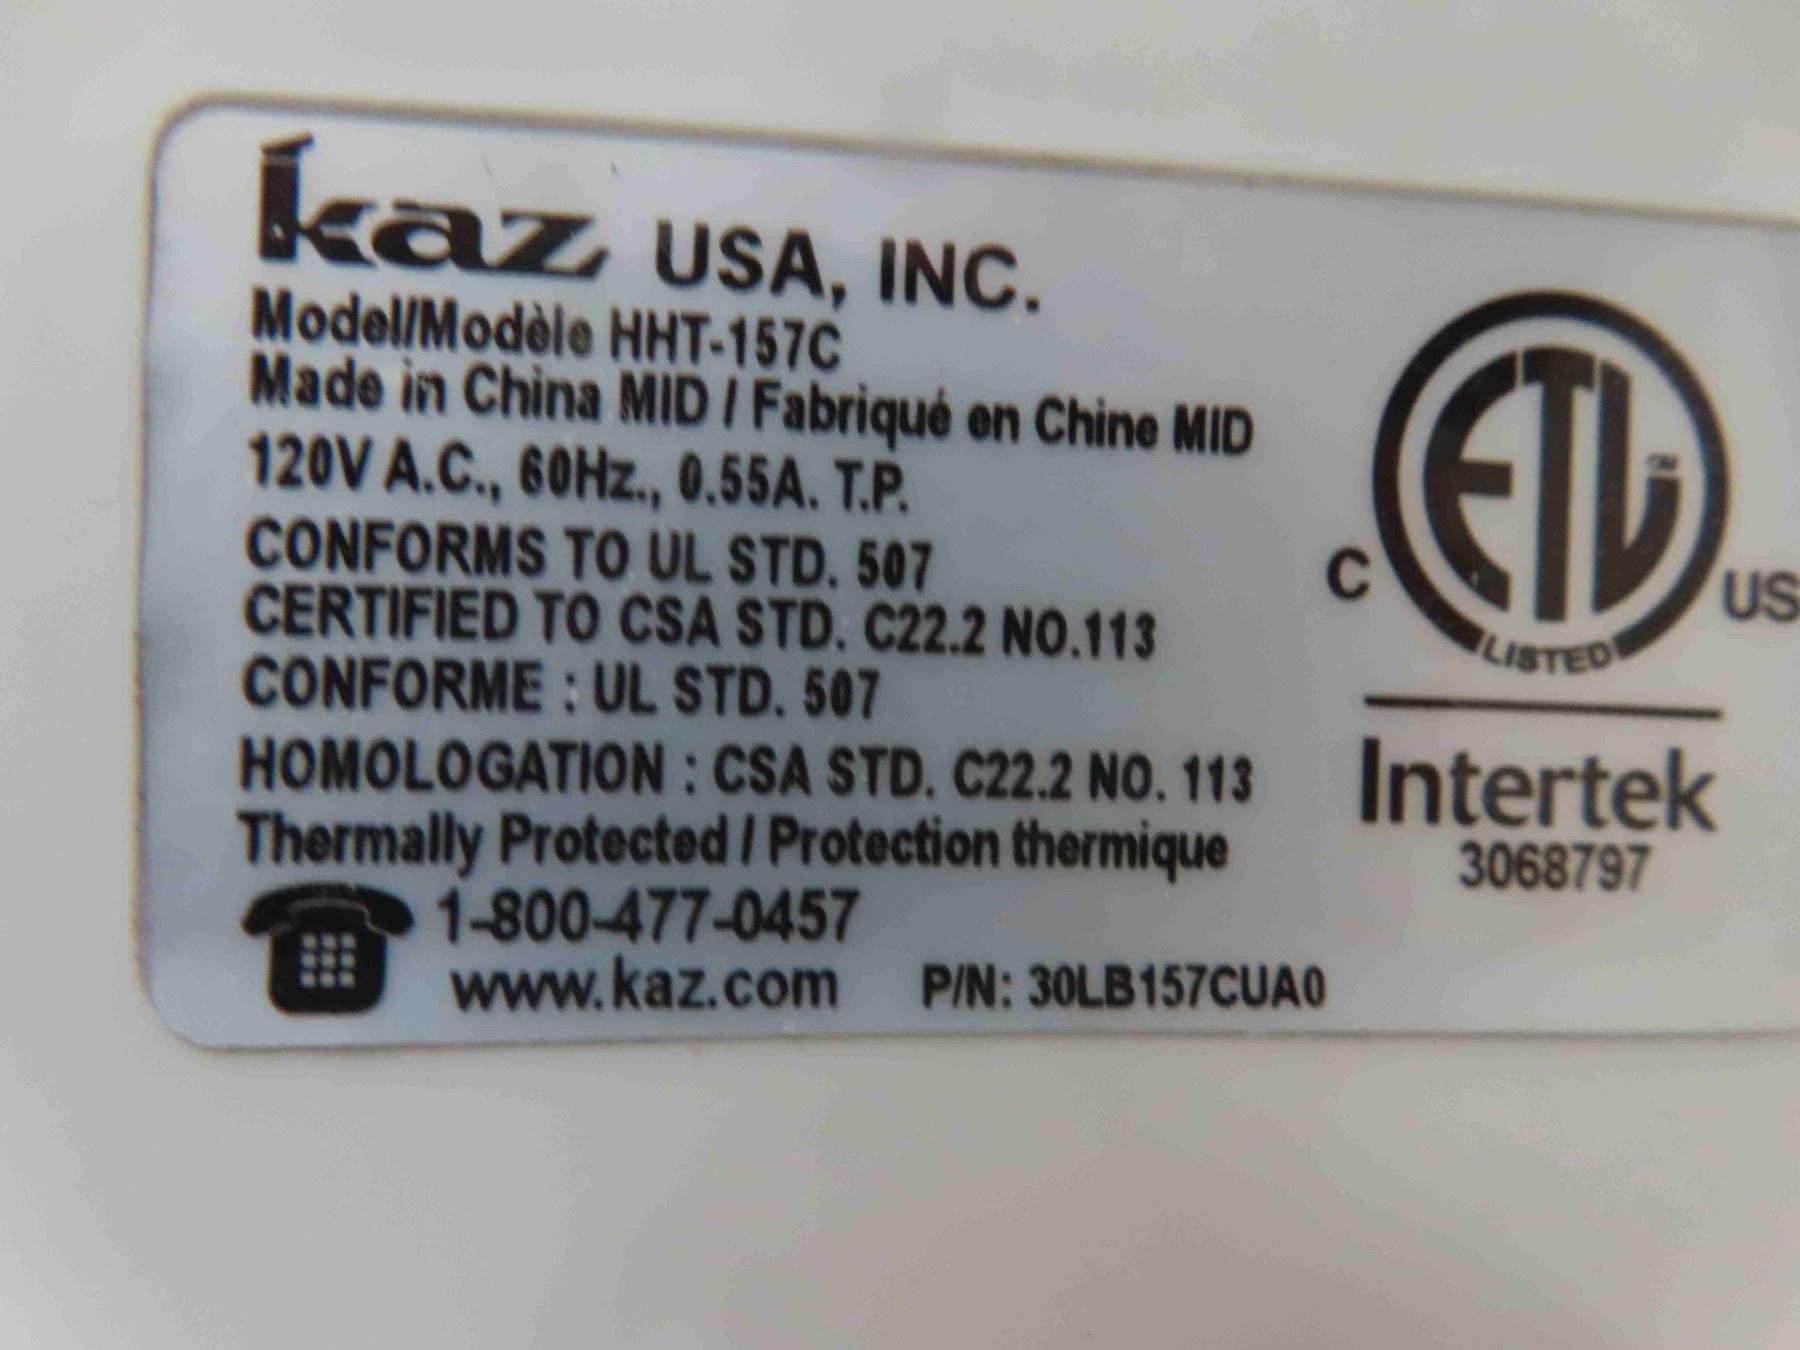 kaz USA, INC.
Model/Modèle HHT-157C
Made in China MID / Fabriqué en Chine MID
120V A.C., 60Hz., 0.55A. T.P.
CONFORMS TO UL STD. 507
CERTIFIED TO CSA STD. C22.2 NO.113
CONFORME : UL STD. 507
HOMOLOGATION : CSA STD. C22.2 NO. 113
Thermally Protected / Protection thermique
1-800-477-0457
www.kaz.com P/N: 30LB157CUA0
ETL CM
C US
LISTED
Intertek
3068797